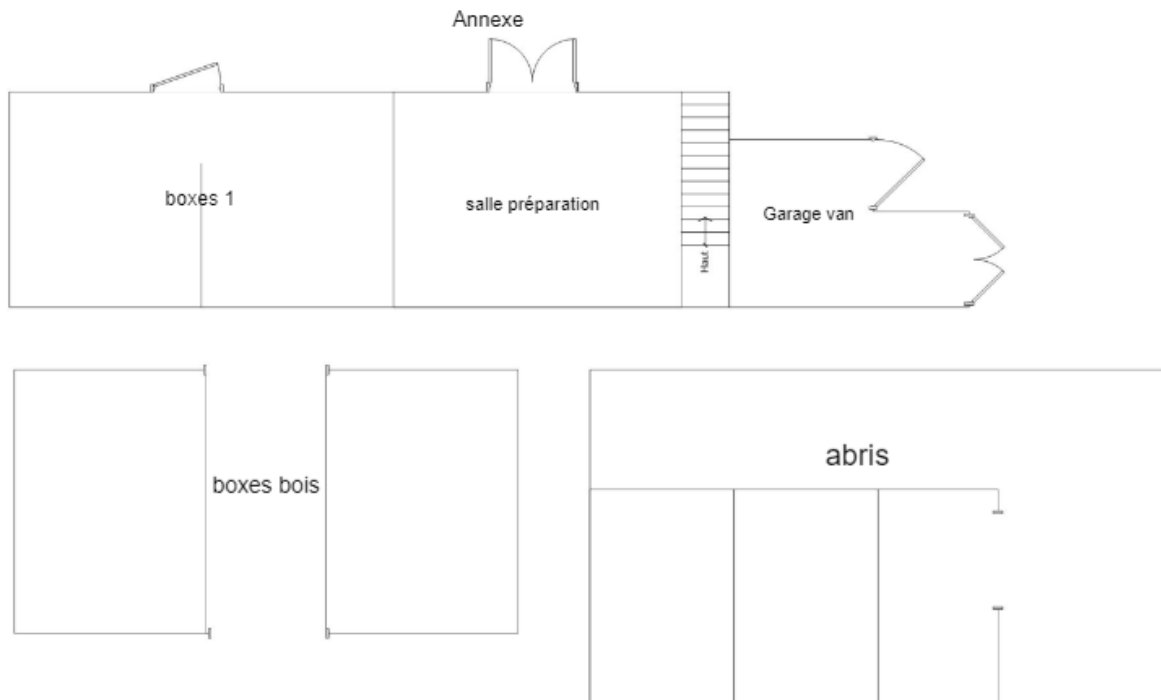 Annexe
boxes 1
salle préparation
Garage van
Haut
boxes bois
abris